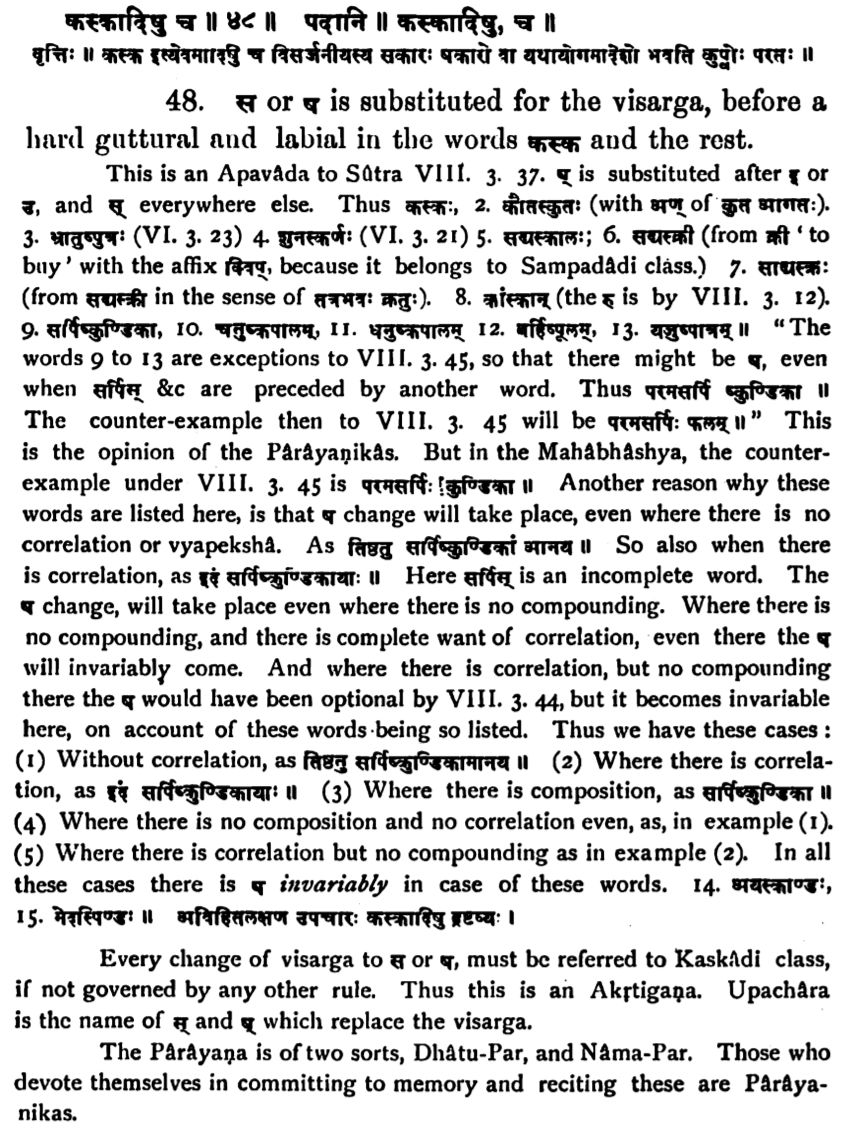 कस्कादिषु च ॥ ४८ ॥ पदानि ॥ कस्कादिषु, च ॥
वृत्तिः ॥ कस्क इत्येवमादिषु च विसर्जनीयस्य सकारः षकारो वा यथायोगमादेशो भवति कुप्वोः परतः ॥
48. स or ष is substituted for the visarga, before a
hard guttural and labial in the words कस्क and the rest.
This is an Apavâda to Sûtra VIII. 3. 37. ष् is substituted after इ or
उ, and स् everywhere else. Thus कस्कः, 2. कौतस्कुतः (with अण् of कुत आगतः).
3. भ्रातुष्पुत्रः (VI. 3. 23) 4. शुनस्कर्णः (VI. 3. 21) 5. सद्यस्कालः; 6. सद्यस्क्री (from क्री 'to
buy' with the affix क्विप्, because it belongs to Sampadâdi class.) 7. साद्यस्क्रः
(from सद्यस्क्री in the sense of तत्रभवः क्रतुः). 8. कांस्कान् (the रु is by VIII. 3. 12).
9. सर्पिष्कुण्डिका, 10. चतुष्कपालम्, 11. धनुष्कपालम् 12. बर्हिष्पूलम्, 13. यजुष्पात्रम् ॥ "The
words 9 to 13 are exceptions to VIII. 3. 45, so that there might be ष, even
when सर्पिस् &c are preceded by another word. Thus परमसर्पि ष्कुण्डिका ॥
The counter-example then to VIII. 3. 45 will be परमसर्पिः फलम् ॥" This
is the opinion of the Pârâyaṇikâs. But in the Mahâbhâshya, the counter-
example under VIII. 3. 45 is परमसर्पिः कुण्डिका ॥ Another reason why these
words are listed here, is that ष change will take place, even where there is no
correlation or vyapekshâ. As तिष्ठतु सर्पिष्कुण्डिकां आनय ॥ So also when there
is correlation, as इदं सर्पिष्कुण्डिकायाः ॥ Here सर्पिस् is an incomplete word. The
ष change, will take place even where there is no compounding. Where there is
no compounding, and there is complete want of correlation, even there the ष
will invariably come. And where there is correlation, but no compounding
there the ष would have been optional by VIII. 3. 44, but it becomes invariable
here, on account of these words being so listed. Thus we have these cases :
(1) Without correlation, as तिष्ठतु सर्पिष्कुण्डिकामानय ॥ (2) Where there is correla-
tion, as इदं सर्पिष्कुण्डिकायाः ॥ (3) Where there is composition, as सर्पिष्कुण्डिका ॥
(4) Where there is no composition and no correlation even, as, in example (1).
(5) Where there is correlation but no compounding as in example (2). In all
these cases there is ष invariably in case of these words. 14. अयस्काण्डः,
15. मेदस्पिण्डः ॥ अविहितलक्षण उपचारः कस्कादिषु द्रष्टव्यः ।
Every change of visarga to स or ष, must be referred to Kaskâdi class,
if not governed by any other rule. Thus this is an Akṛtigaṇa. Upachâra
is the name of स् and ष् which replace the visarga.
The Pârâyaṇa is of two sorts, Dhâtu-Par, and Nâma-Par. Those who
devote themselves in committing to memory and reciting these are Pârâya-
nikas.